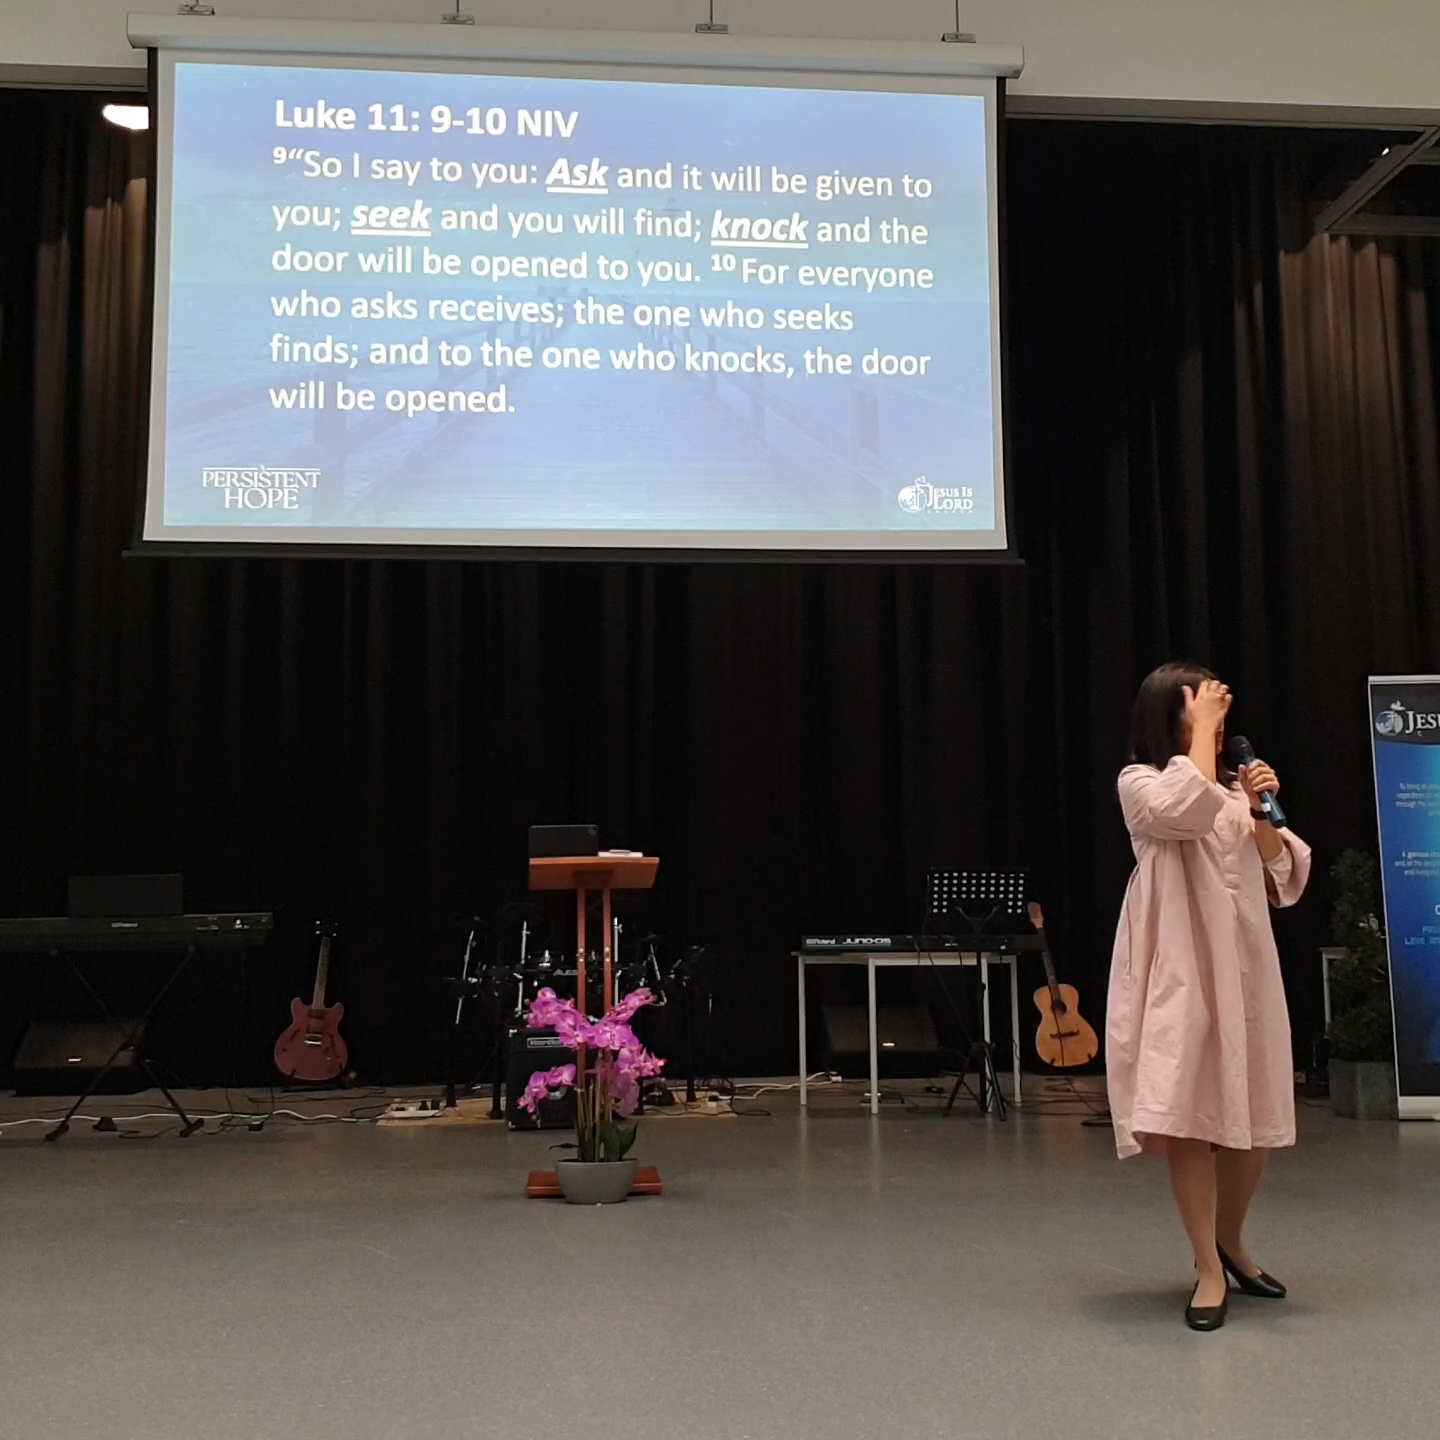 Luke 11: 9-10 NIV
9“So I say to you: Ask and it will be given to
you; seek and you will find; knock and the
door will be opened to you. 10 For everyone
who asks receives; the one who seeks
finds; and to the one who knocks, the door
will be opened.
A
PERSISTENT
HOPE
JESUS IS
LORD
CHURCH
Roland
ALESIS
Roland JUNO-DS